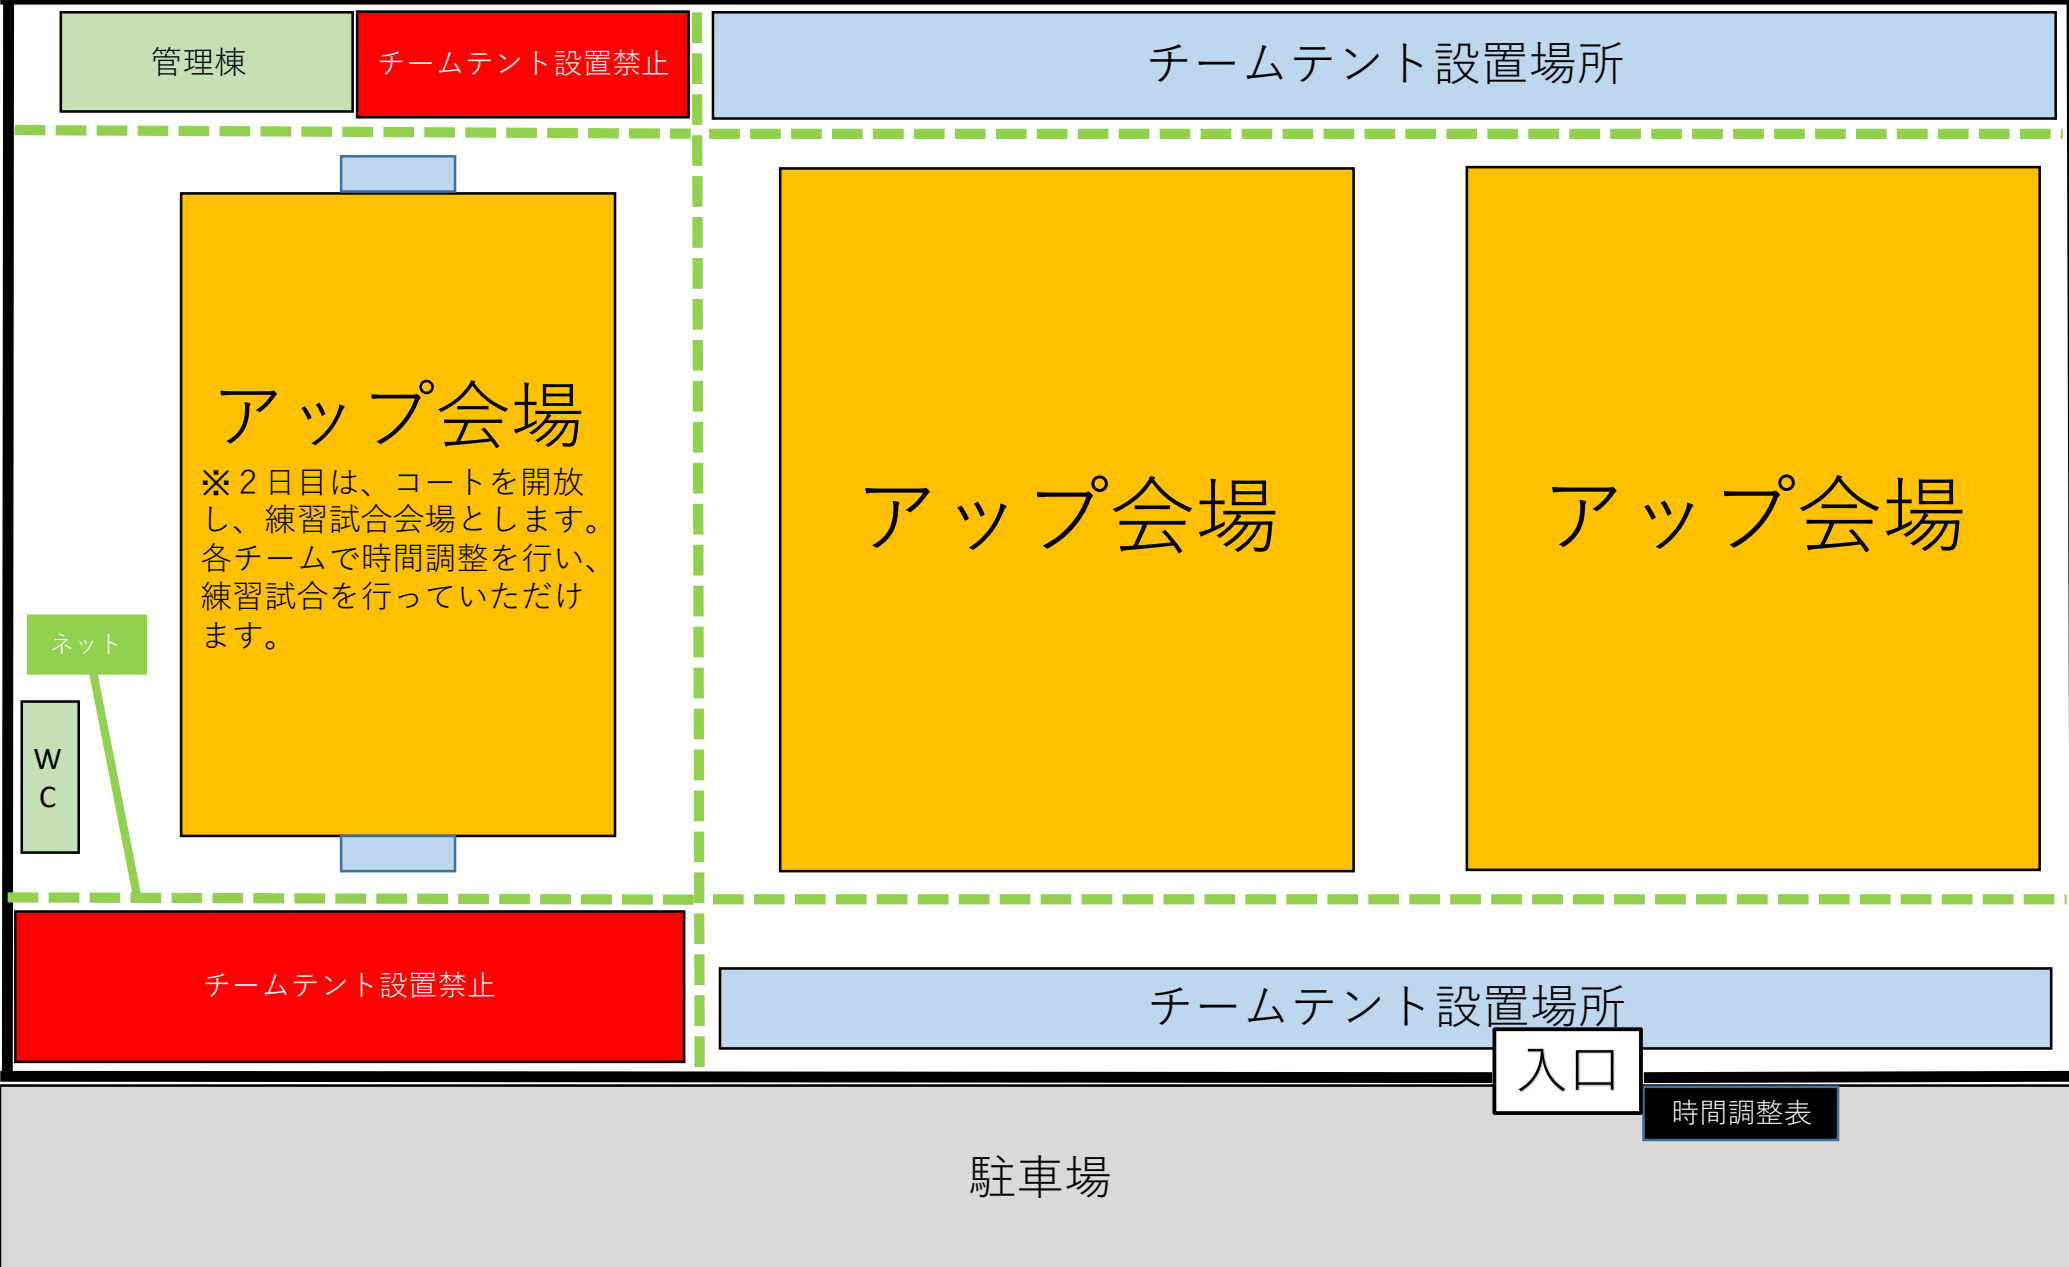 管理棟
チームテント設置禁止
チームテント設置場所
アップ会場
※２日目は、コートを開放
し、練習試合会場とします。
各チームで時間調整を行い、
練習試合を行っていただけ
ます。
アップ会場
アップ会場
ネット
W
C
チームテント設置禁止
チームテント設置場所
入口
時間調整表
駐車場